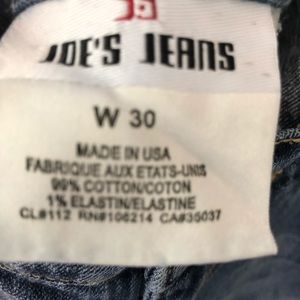 JOE'S JEANS
W 30
MADE IN USA
FABRIQUE AUX ETATS-UNIS
99% COTTON/COTON
1% ELASTIN/ELASTINE
CL#112 RN#106214 CA#35037